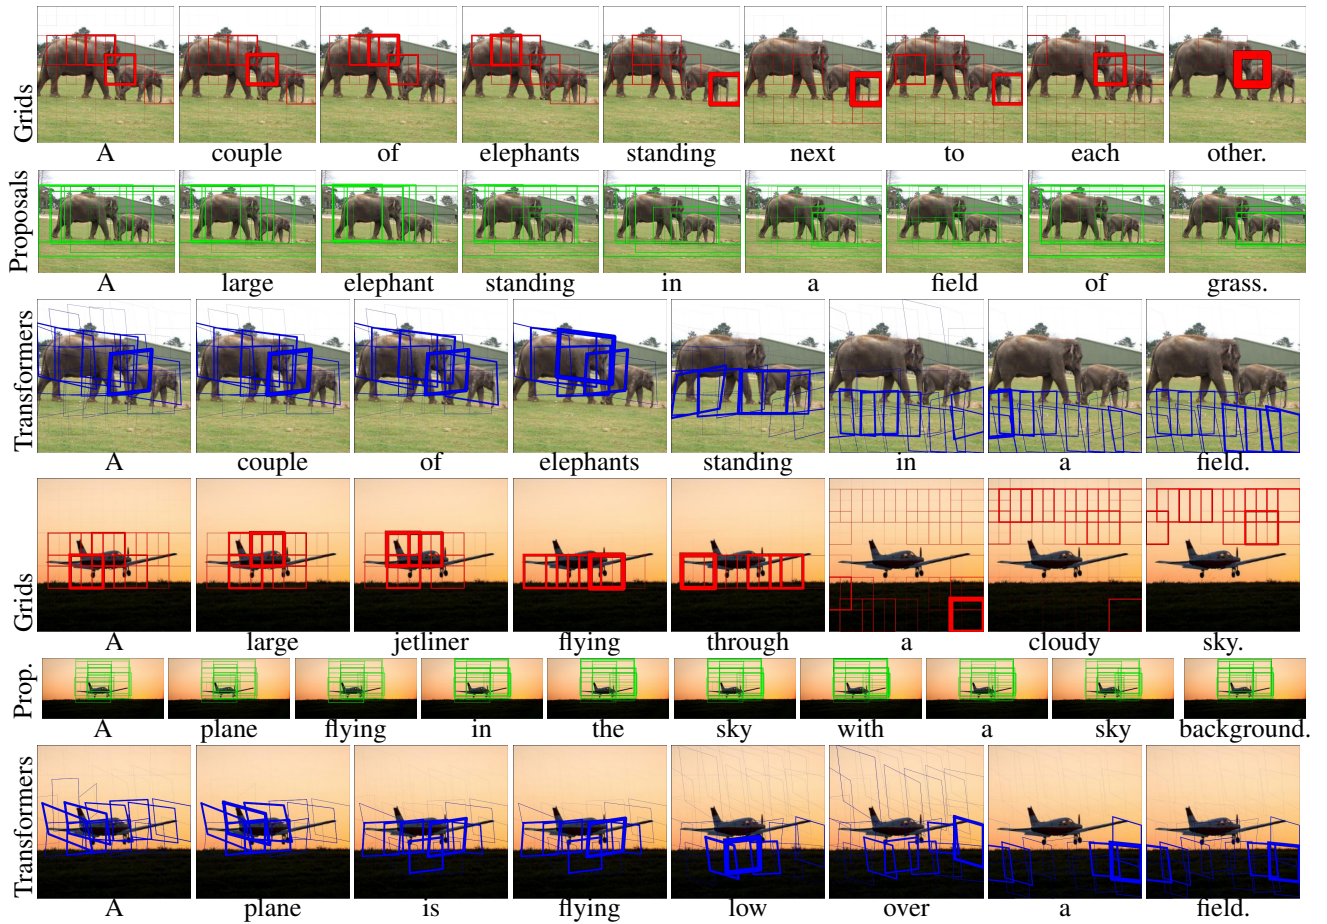 Grids
A couple of elephants standing next to each other.
Proposals
A large elephant standing in a field of grass.
Transformers
A couple of elephants standing in a field.
Grids
A large jetliner flying through a cloudy sky.
Prop.
A plane flying in the sky with a sky background.
Transformers
A plane is flying low over a field.